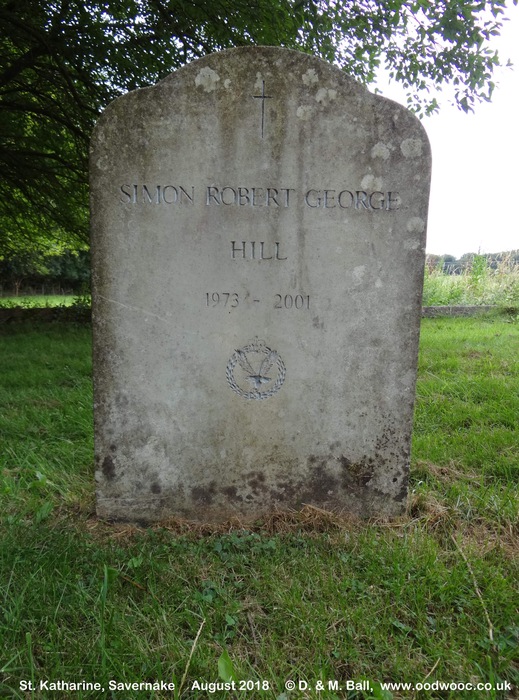 SIMON ROBERT GEORGE
HILL
1973 - 2001
St. Katharine, Savernake August 2018 © D. & M. Ball, www.oodwooc.co.uk